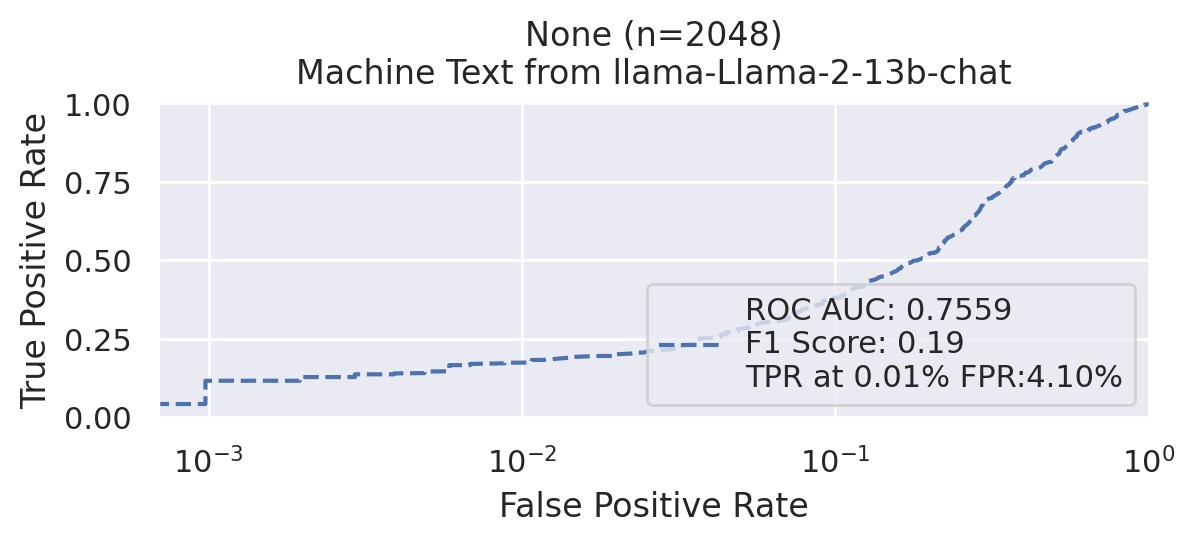 None (n=2048)
Machine Text from llama-Llama-2-13b-chat
True Positive Rate
1.00
0.75
0.50
0.25
0.00
ROC AUC: 0.7559
F1 Score: 0.19
TPR at 0.01% FPR:4.10%
10⁻³ 10⁻² 10⁻¹ 10⁰
False Positive Rate